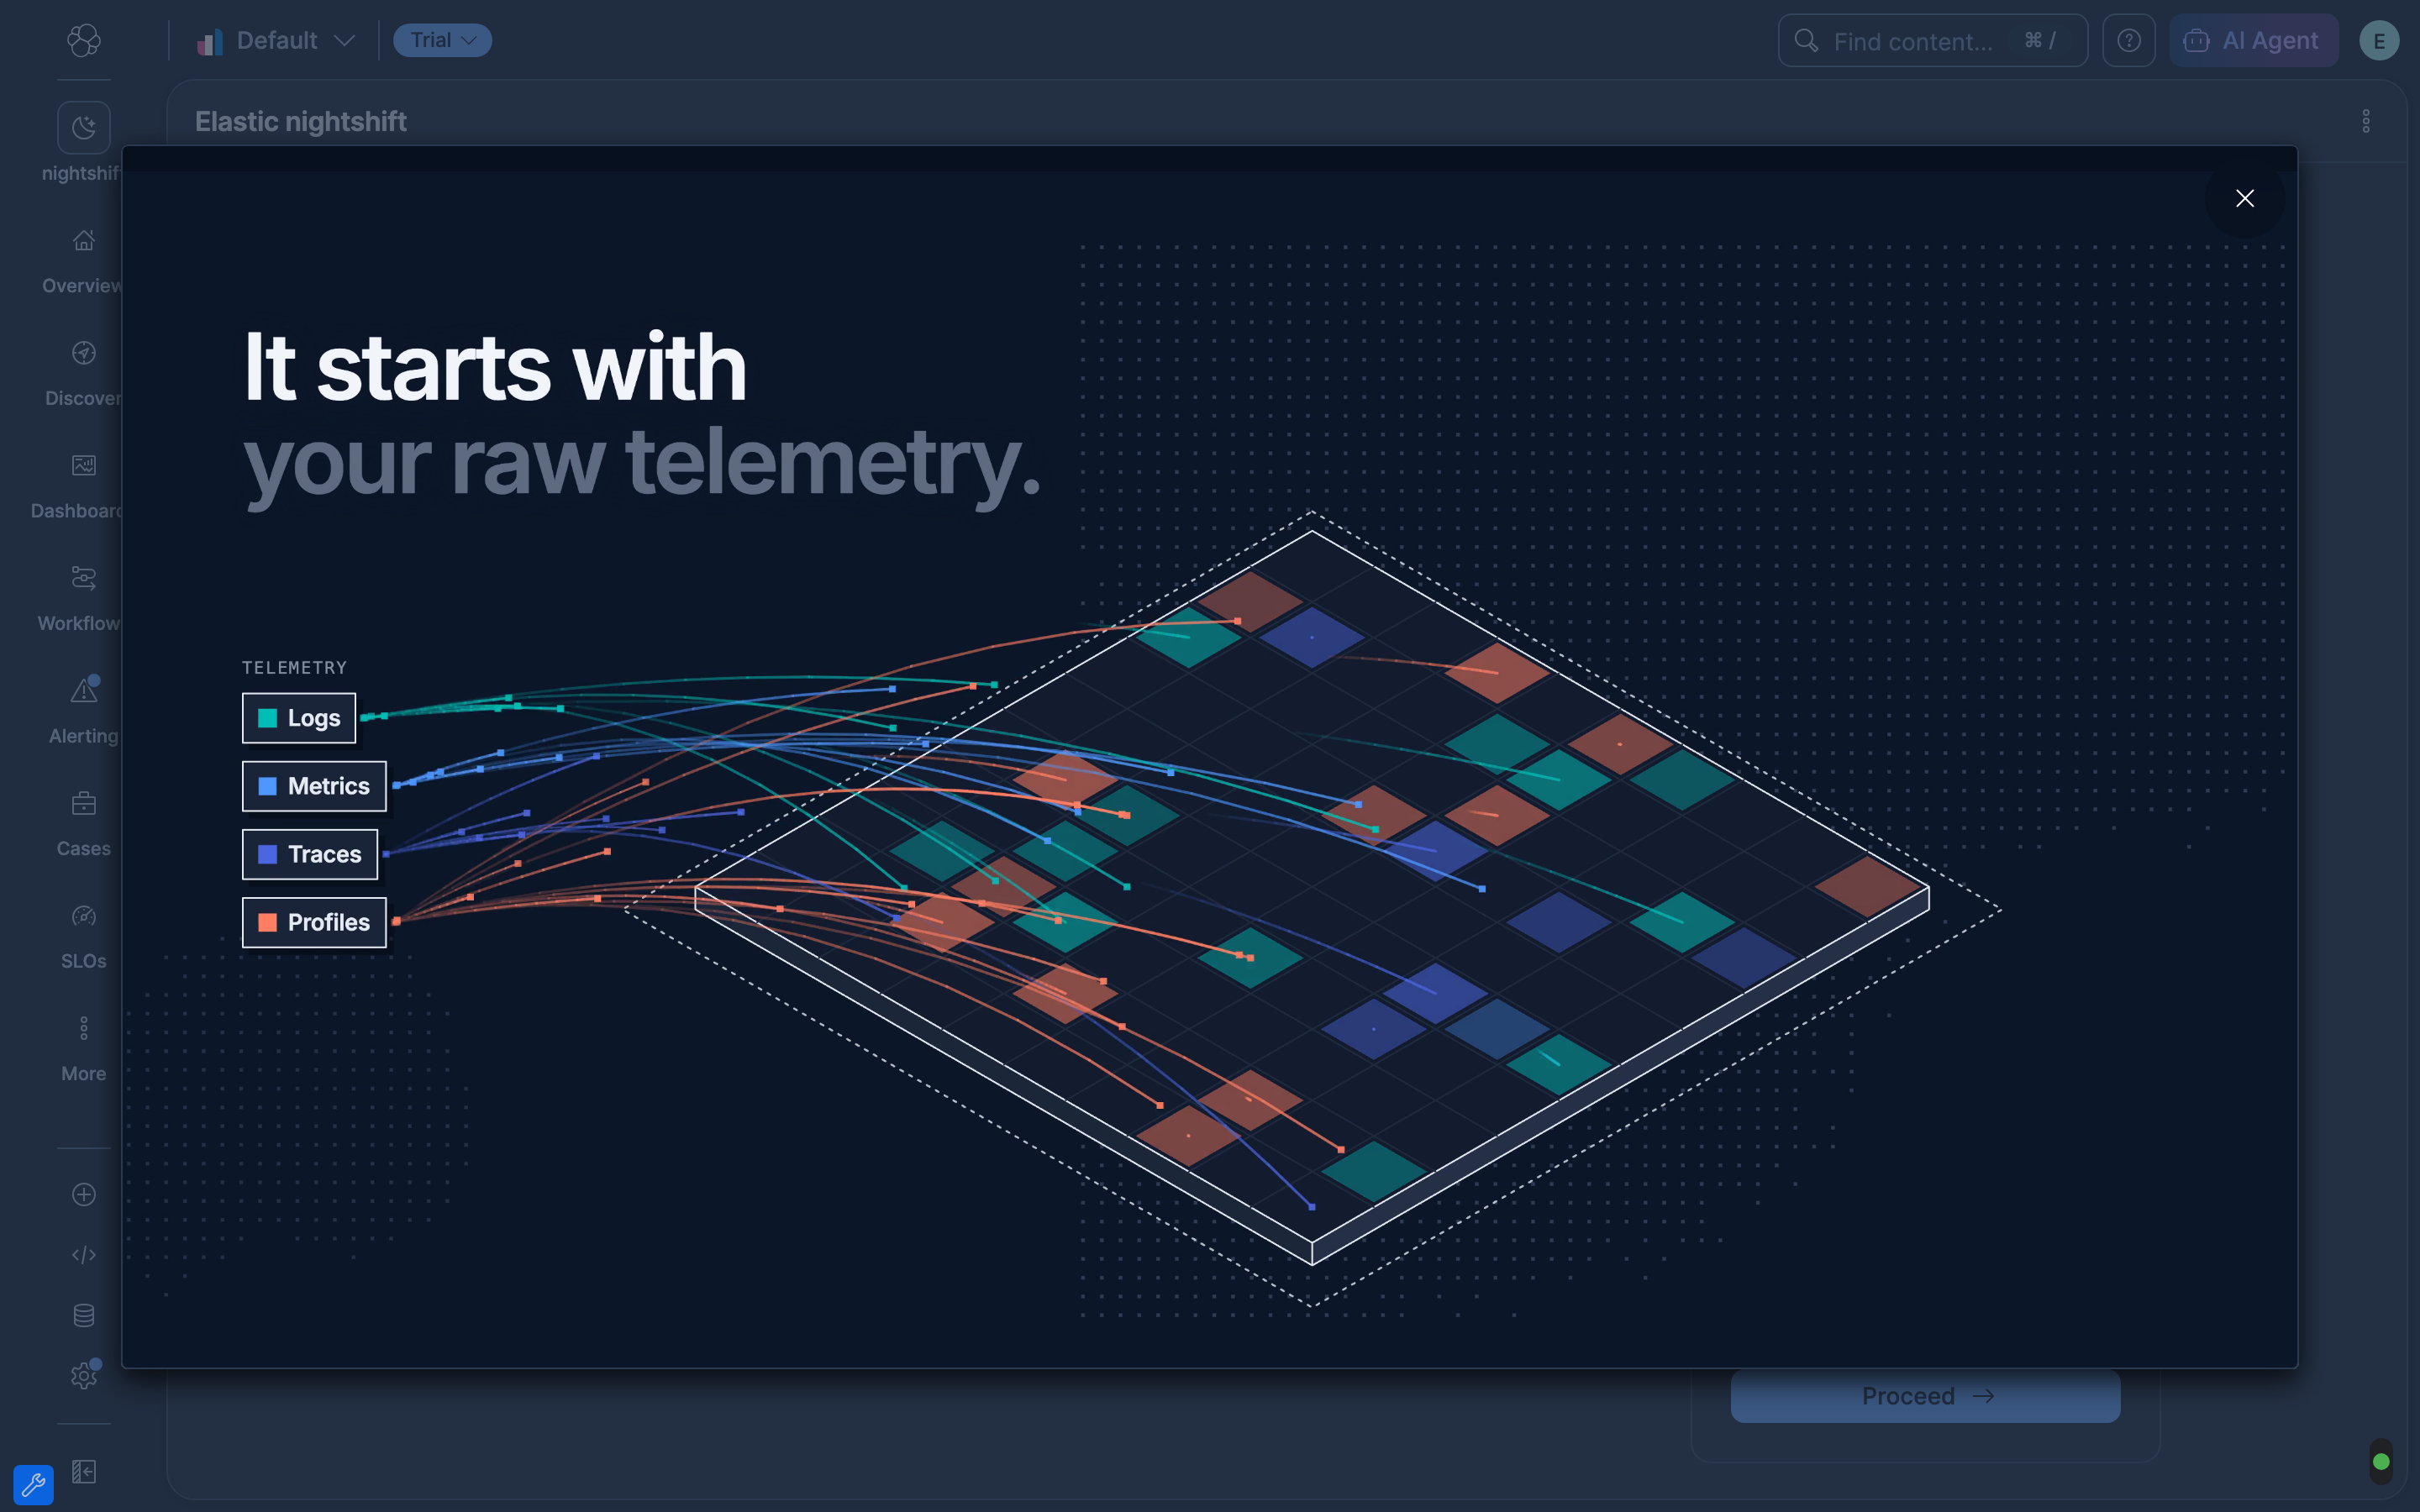 Default
Trial
Find content...
⌘ /
AI Agent
E
Elastic nightshift
nightshif
Overview
Discover
Dashboard
Workflow
Alerting
Cases
SLOs
More
It starts with
your raw telemetry.
TELEMETRY
Logs
Metrics
Traces
Profiles
Proceed